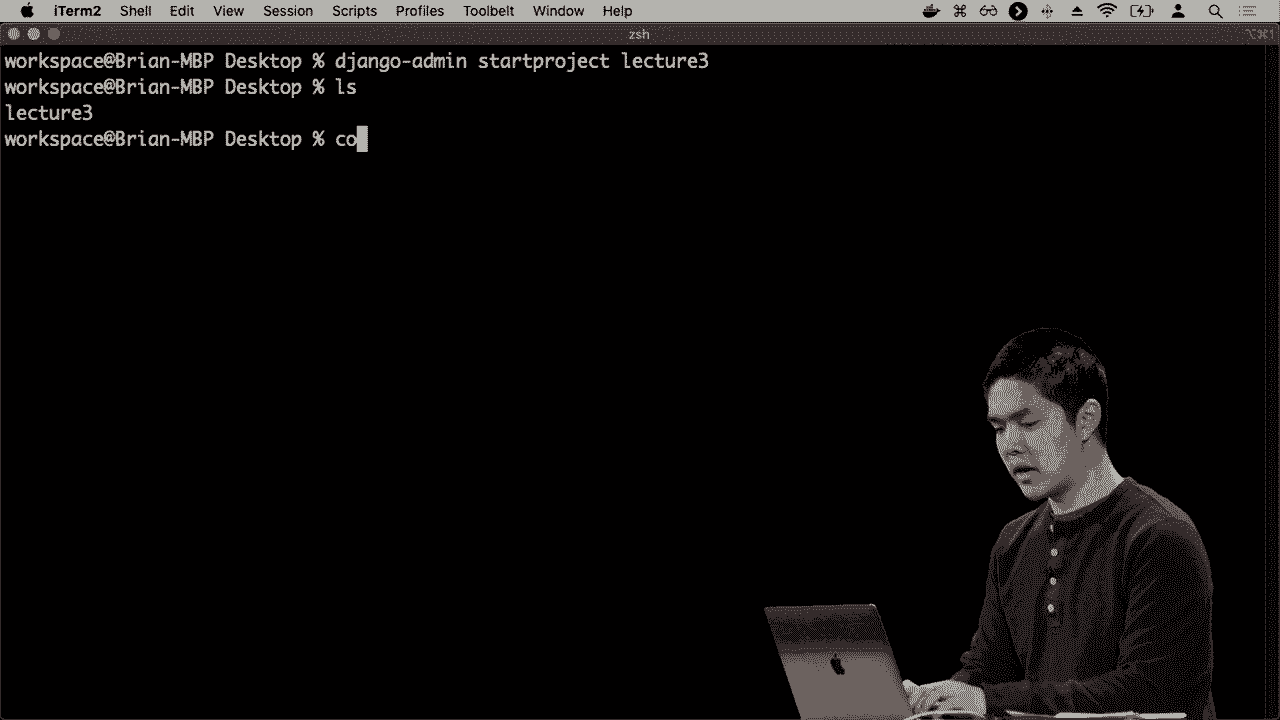 iTerm2 Shell Edit View Session Scripts Profiles Toolbelt Window Help
zsh
workspace@Brian-MBP Desktop % django-admin startproject lecture3
workspace@Brian-MBP Desktop % ls
lecture3
workspace@Brian-MBP Desktop % co